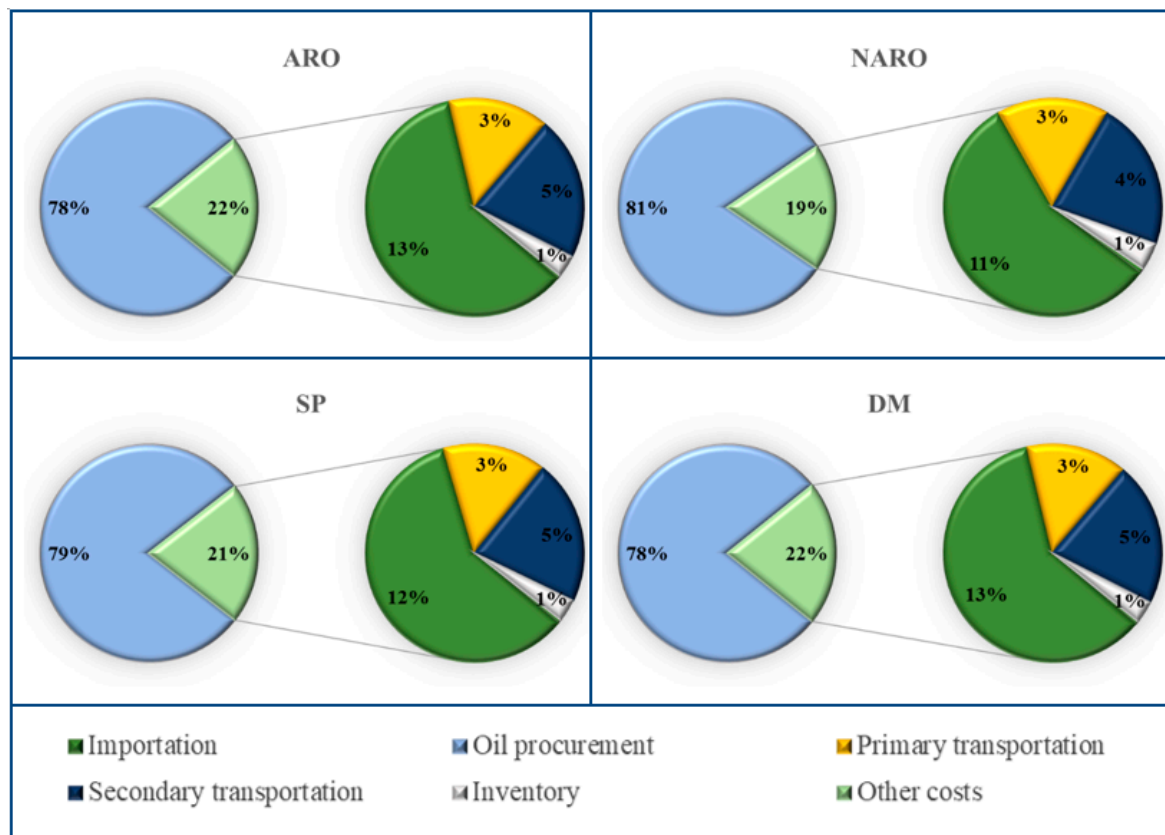 ARO
NARO
78%
22%
3%
5%
13%
1%
81%
19%
3%
4%
11%
1%
SP
DM
79%
21%
3%
5%
12%
1%
78%
22%
3%
5%
13%
1%
Importation
Oil procurement
Primary transportation
Secondary transportation
Inventory
Other costs